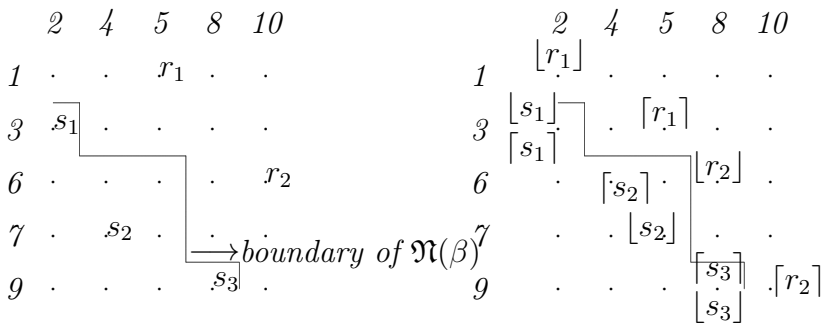 2 4 5 8 10
1 r₁
3 s₁
6 r₂
7 s₂
boundary of 𝔑(β)
9 s₃
2 4 5 8 10
⌊r₁⌋
1
⌊s₁⌋ ⌈r₁⌉
3
⌈s₁⌉
⌊r₂⌋
6 ⌈s₂⌉
7 ⌊s₂⌋
⌈s₃⌉
9 ⌈r₂⌉
⌊s₃⌋